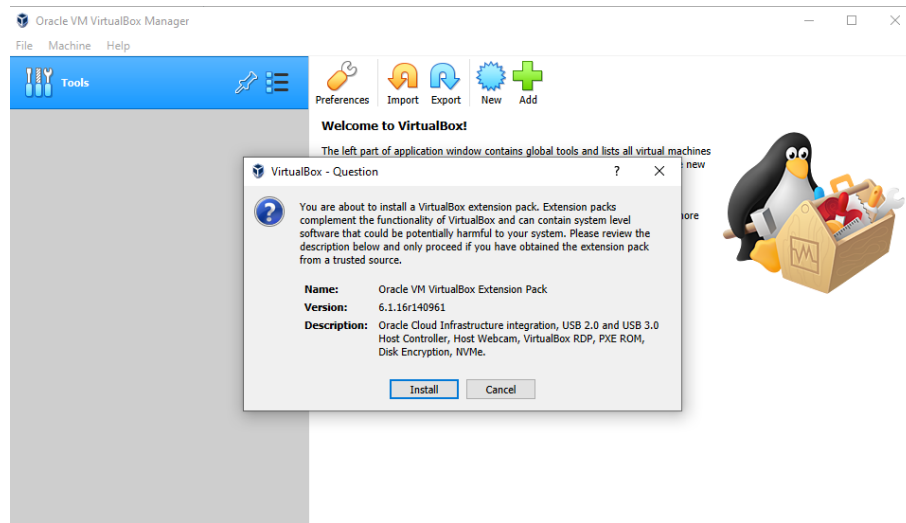 Oracle VM VirtualBox Manager
File Machine Help
Tools
Preferences Import Export New Add
Welcome to VirtualBox!
The left part of application window contains global tools and lists all virtual machines
new
ore
VirtualBox - Question ?
You are about to install a VirtualBox extension pack. Extension packs
complement the functionality of VirtualBox and can contain system level
software that could be potentially harmful to your system. Please review the
description below and only proceed if you have obtained the extension pack
from a trusted source.
Name: Oracle VM VirtualBox Extension Pack
Version: 6.1.16r140961
Description: Oracle Cloud Infrastructure integration, USB 2.0 and USB 3.0
Host Controller, Host Webcam, VirtualBox RDP, PXE ROM,
Disk Encryption, NVMe.
Install Cancel